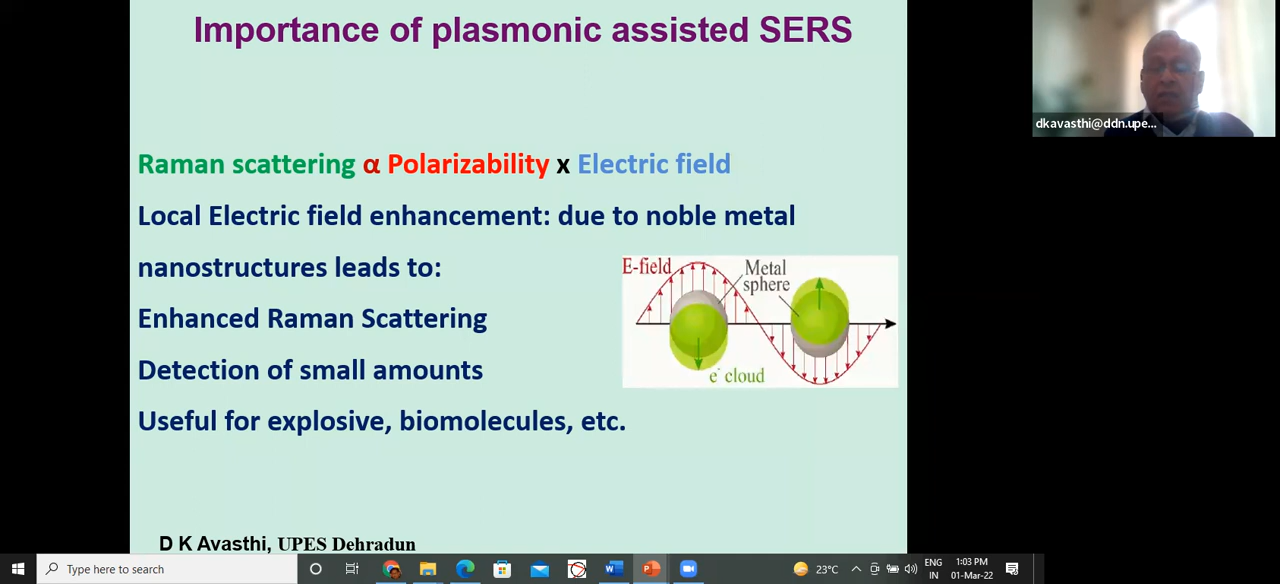 Importance of plasmonic assisted SERS
dkavasthi@ddn.upe...
Raman scattering α Polarizability x Electric field
Local Electric field enhancement: due to noble metal
nanostructures leads to:
E-field
Metal
sphere
e⁻ cloud
Enhanced Raman Scattering
Detection of small amounts
Useful for explosive, biomolecules, etc.
D K Avasthi, UPES Dehradun
Type here to search
23°C
ENG
IN
1:03 PM
01-Mar-22